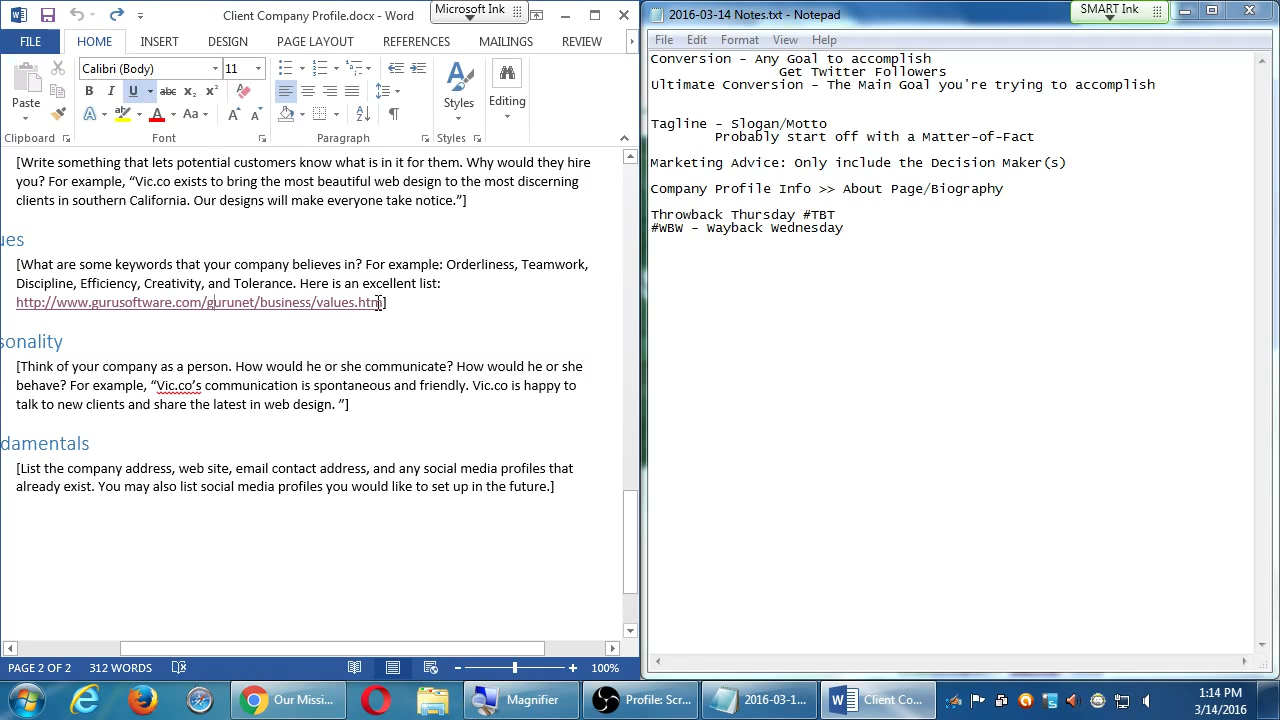 Client Company Profile.docx - Word
Microsoft Ink
FILE
HOME
INSERT
DESIGN
PAGE LAYOUT
REFERENCES
MAILINGS
REVIEW
Calibri (Body)
11
Paste
B I U abc X₂ X²
A Aa A A
Styles
Editing
Clipboard
Font
Paragraph
Styles
[Write something that lets potential customers know what is in it for them. Why would they hire
you? For example, “Vic.co exists to bring the most beautiful web design to the most discerning
clients in southern California. Our designs will make everyone take notice.”]
ues
[What are some keywords that your company believes in? For example: Orderliness, Teamwork,
Discipline, Efficiency, Creativity, and Tolerance. Here is an excellent list:
http://www.gurusoftware.com/gurunet/business/values.htm]
sonality
[Think of your company as a person. How would he or she communicate? How would he or she
behave? For example, “Vic.co’s communication is spontaneous and friendly. Vic.co is happy to
talk to new clients and share the latest in web design. ”]
damentals
[List the company address, web site, email contact address, and any social media profiles that
already exist. You may also list social media profiles you would like to set up in the future.]
PAGE 2 OF 2
312 WORDS
100%
2016-03-14 Notes.txt - Notepad
SMART Ink
File Edit Format View Help
Conversion - Any Goal to accomplish
Get Twitter Followers
Ultimate Conversion - The Main Goal you're trying to accomplish
Tagline - Slogan/Motto
Probably start off with a Matter-of-Fact
Marketing Advice: Only include the Decision Maker(s)
Company Profile Info >> About Page/Biography
Throwback Thursday #TBT
#WBW - Wayback Wednesday
Our Missi...
Magnifier
Profile: Scr...
2016-03-1...
Client Co...
1:14 PM
3/14/2016